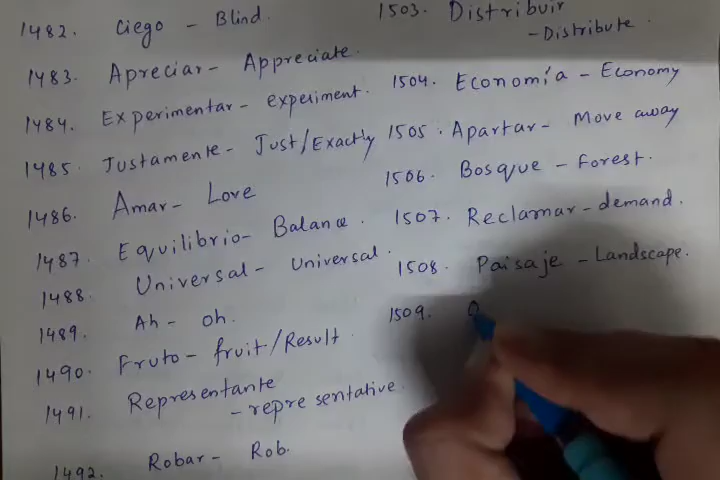 1482. Ciego - Blind.
1483. Apreciar - Appreciate.
1484. Experimentar - experiment.
1485. Justamente - Just/Exactly
1486. Amar - Love
1487. Equilibrio - Balance.
1488. Universal - Universal.
1489. Ah - Oh.
1490. Fruto - fruit/Result
1491. Representante
- representative.
1492. Robar - Rob.
1503. Distribuir
- Distribute.
1504. Economía - Economy
1505. Apartar - Move away
1506. Bosque - Forest.
1507. Reclamar - demand.
1508. Paisaje - Landscape.
1509.